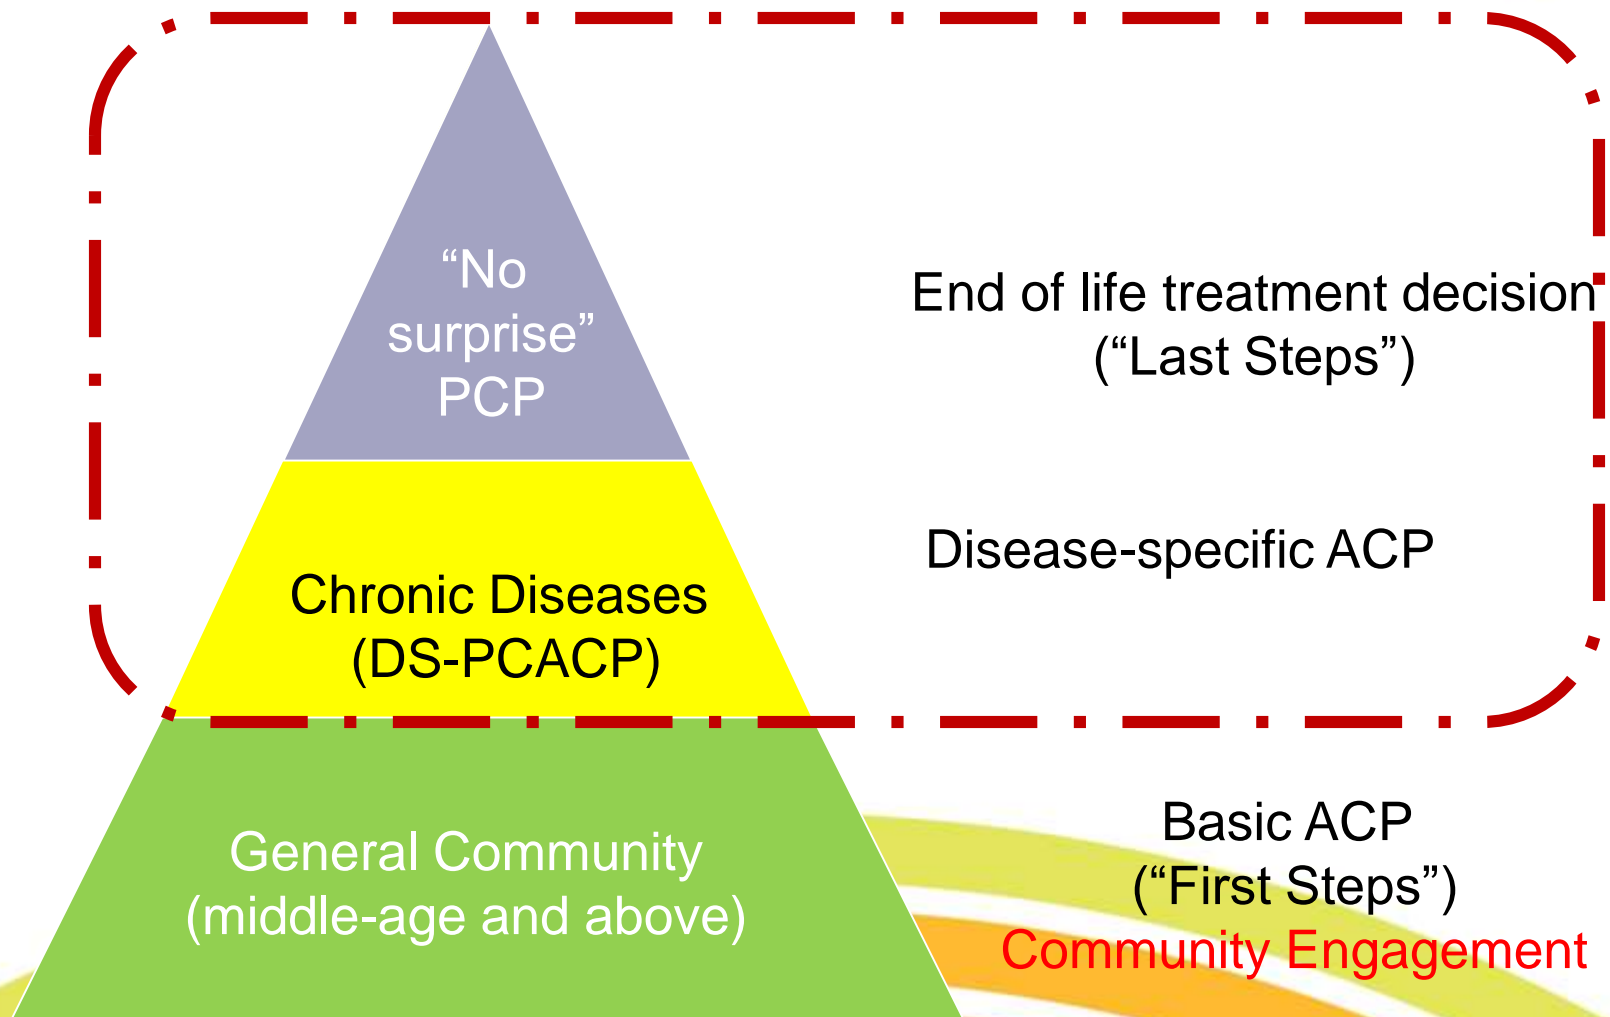 “No
surprise”
PCP
End of life treatment decision
(“Last Steps”)
Chronic Diseases
(DS-PCACP)
Disease-specific ACP
General Community
(middle-age and above)
Basic ACP
(“First Steps”)
Community Engagement